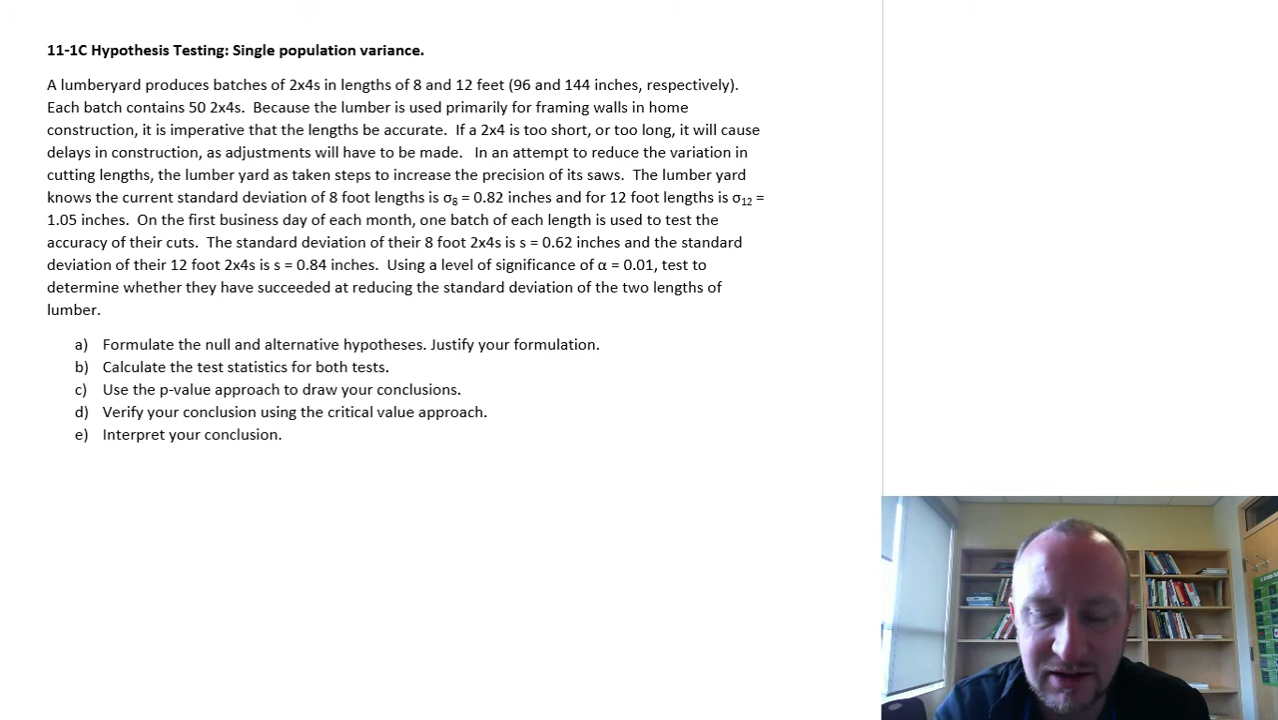 11-1C Hypothesis Testing: Single population variance.
A lumberyard produces batches of 2x4s in lengths of 8 and 12 feet (96 and 144 inches, respectively).
Each batch contains 50 2x4s.  Because the lumber is used primarily for framing walls in home
construction, it is imperative that the lengths be accurate.  If a 2x4 is too short, or too long, it will cause
delays in construction, as adjustments will have to be made.   In an attempt to reduce the variation in
cutting lengths, the lumber yard as taken steps to increase the precision of its saws.  The lumber yard
knows the current standard deviation of 8 foot lengths is σ₈ = 0.82 inches and for 12 foot lengths is σ₁₂ =
1.05 inches.  On the first business day of each month, one batch of each length is used to test the
accuracy of their cuts.  The standard deviation of their 8 foot 2x4s is s = 0.62 inches and the standard
deviation of their 12 foot 2x4s is s = 0.84 inches.  Using a level of significance of α = 0.01, test to
determine whether they have succeeded at reducing the standard deviation of the two lengths of
lumber.
a) Formulate the null and alternative hypotheses. Justify your formulation.
b) Calculate the test statistics for both tests.
c) Use the p-value approach to draw your conclusions.
d) Verify your conclusion using the critical value approach.
e) Interpret your conclusion.